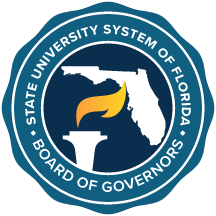 STATE UNIVERSITY SYSTEM OF FLORIDA
BOARD OF GOVERNORS